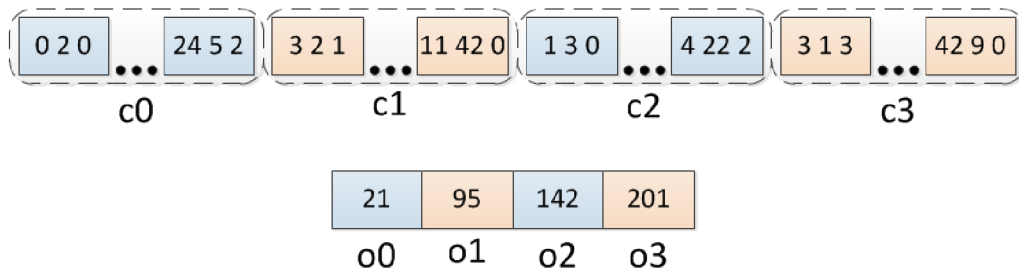 0 2 0 ••• 24 5 2 3 2 1 ••• 11 42 0 1 3 0 ••• 4 22 2 3 1 3 ••• 42 9 0
c0 c1 c2 c3
21 95 142 201
o0 o1 o2 o3